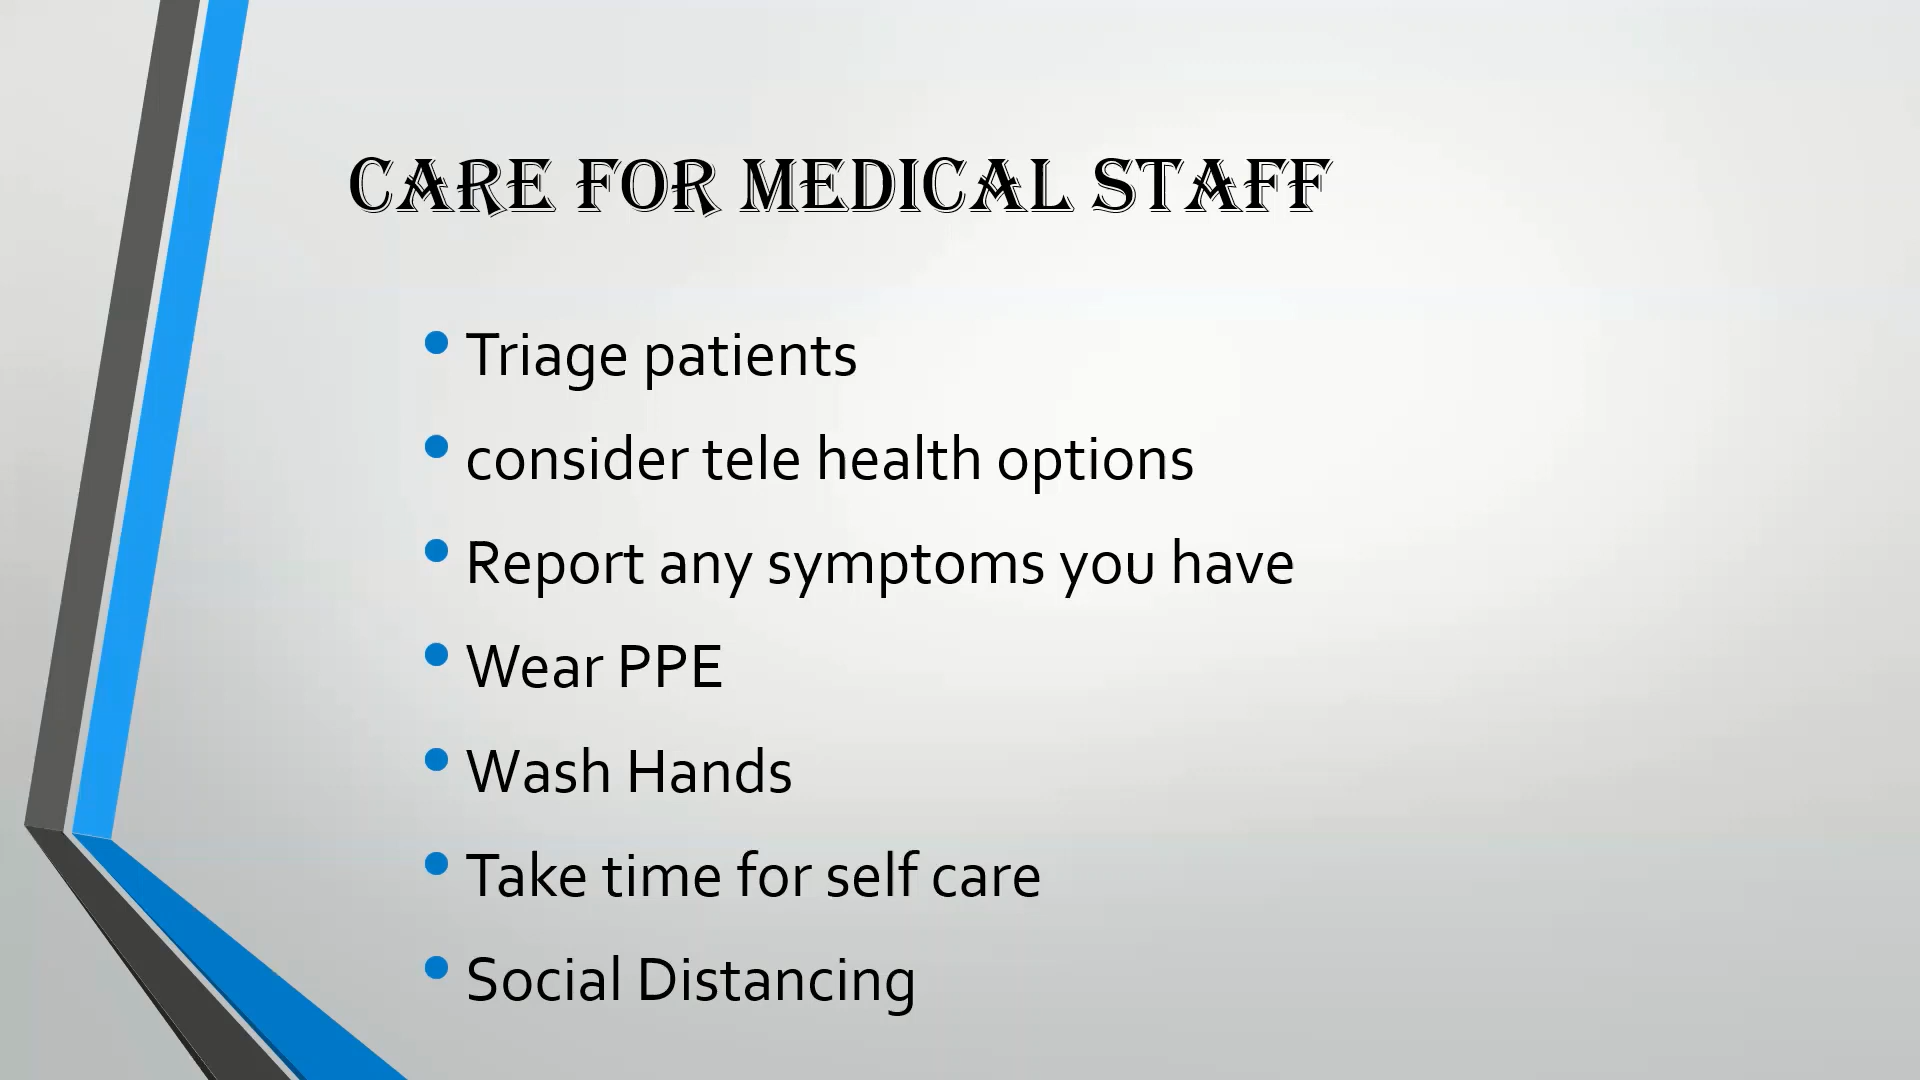 CARE FOR MEDICAL STAFF
Triage patients
consider tele health options
Report any symptoms you have
Wear PPE
Wash Hands
Take time for self care
Social Distancing